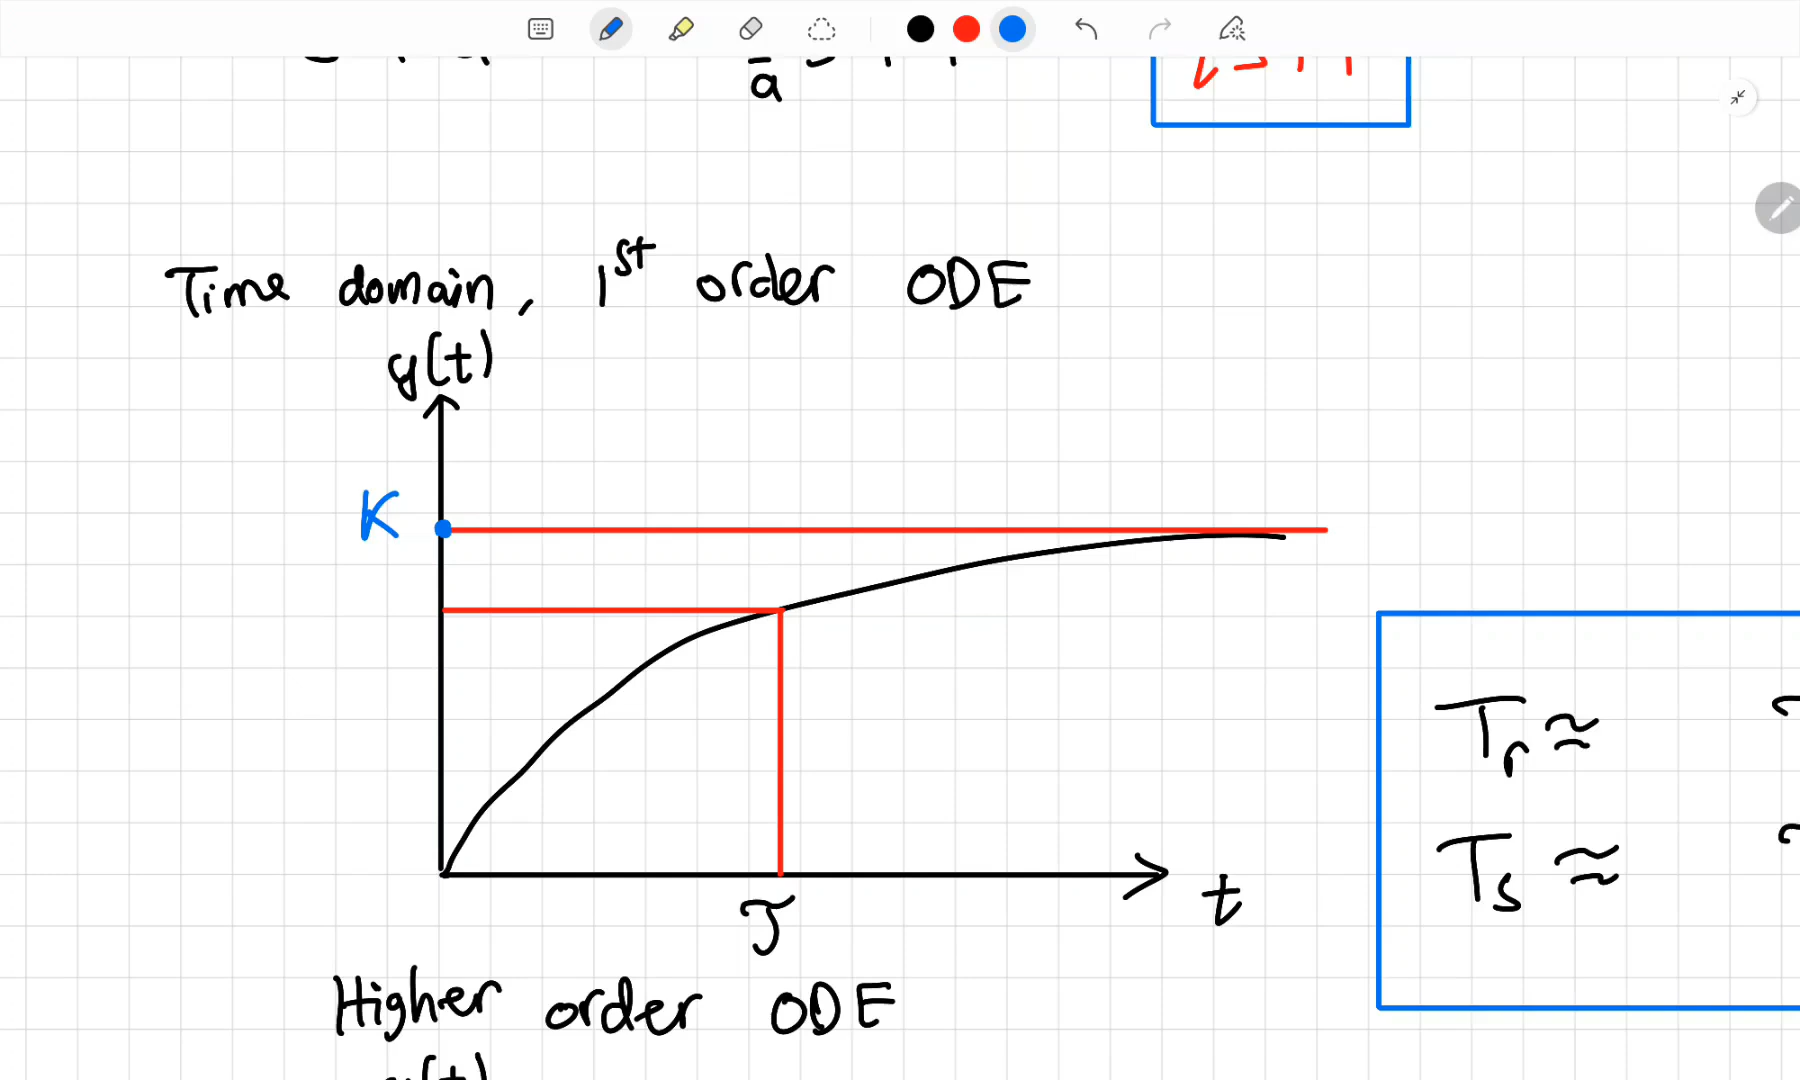 a
Time domain, 1st order ODE
y(t)
K
Tr ≈
Ts ≈
τ
t
Higher order ODE